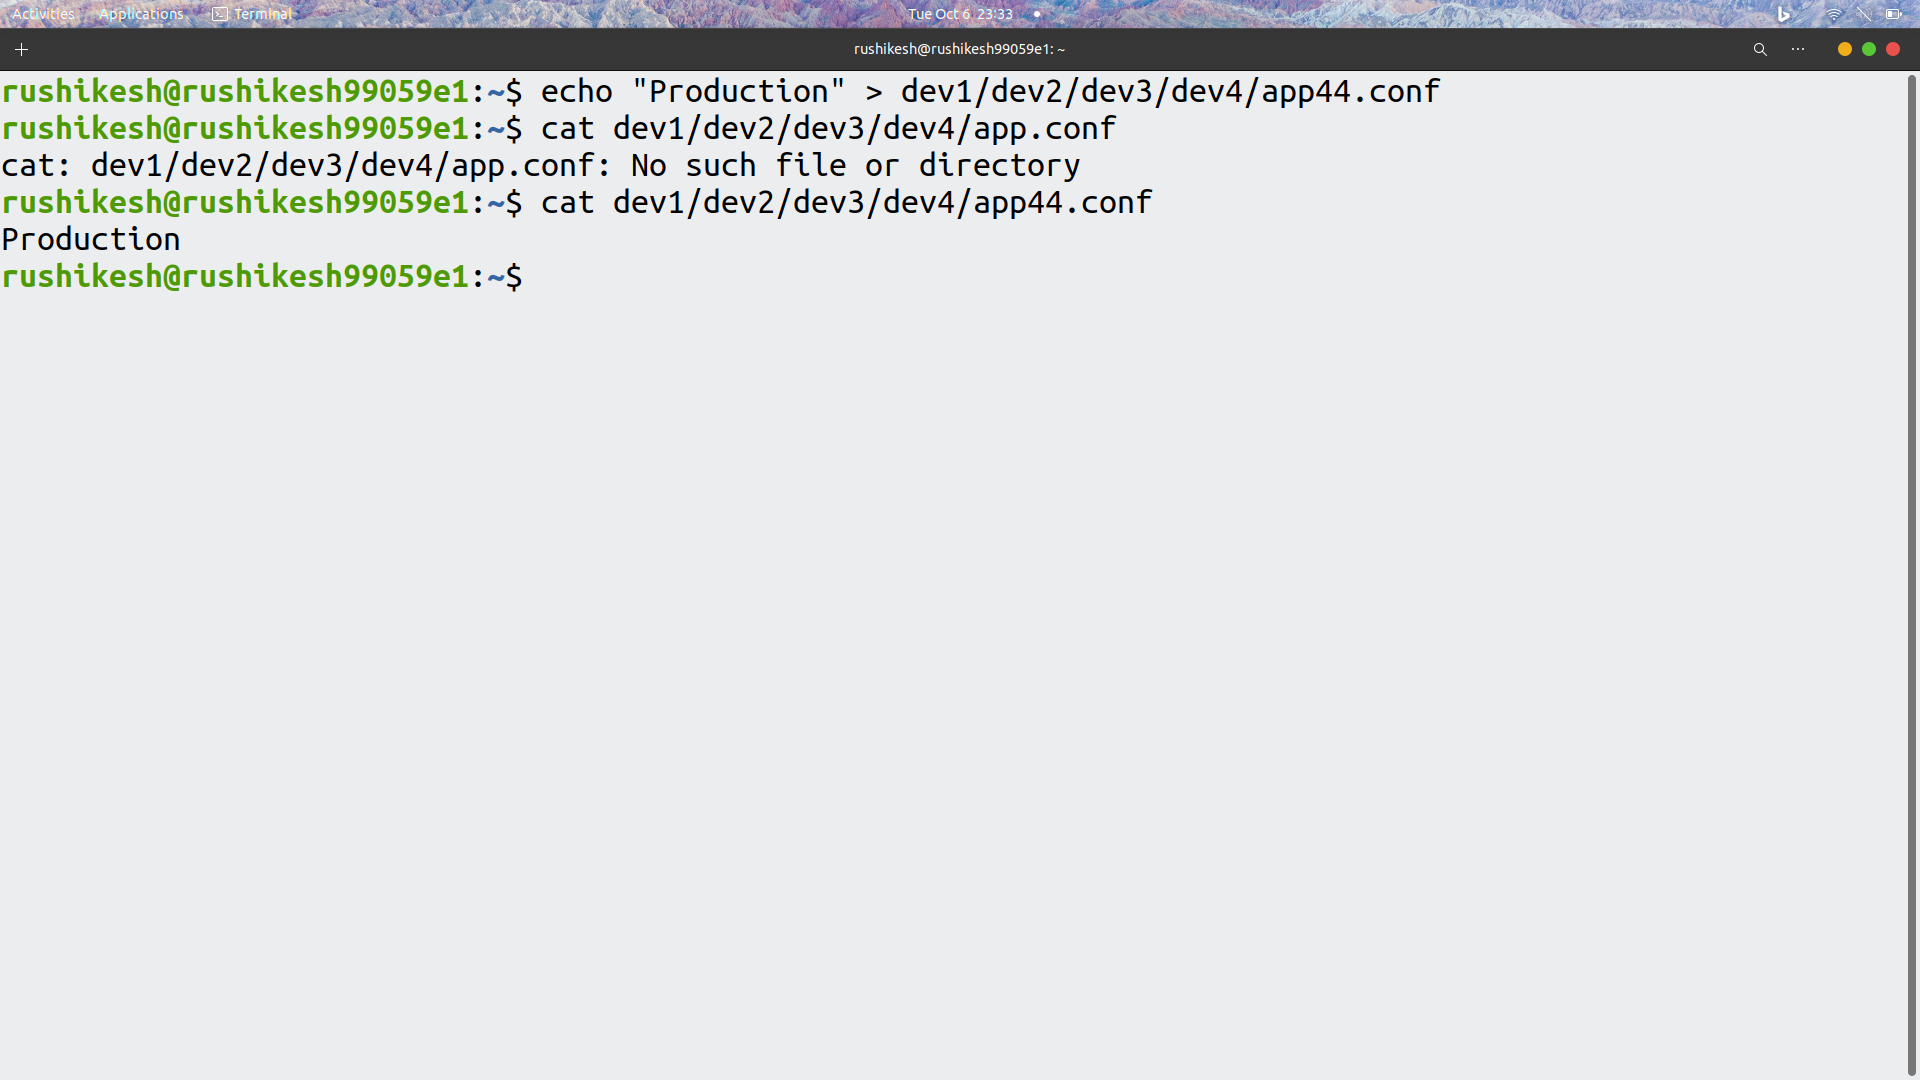 Activities Applications Terminal Tue Oct 6 23:33
rushikesh@rushikesh99059e1: ~
rushikesh@rushikesh99059e1:~$ echo "Production" > dev1/dev2/dev3/dev4/app44.conf
rushikesh@rushikesh99059e1:~$ cat dev1/dev2/dev3/dev4/app.conf
cat: dev1/dev2/dev3/dev4/app.conf: No such file or directory
rushikesh@rushikesh99059e1:~$ cat dev1/dev2/dev3/dev4/app44.conf
Production
rushikesh@rushikesh99059e1:~$